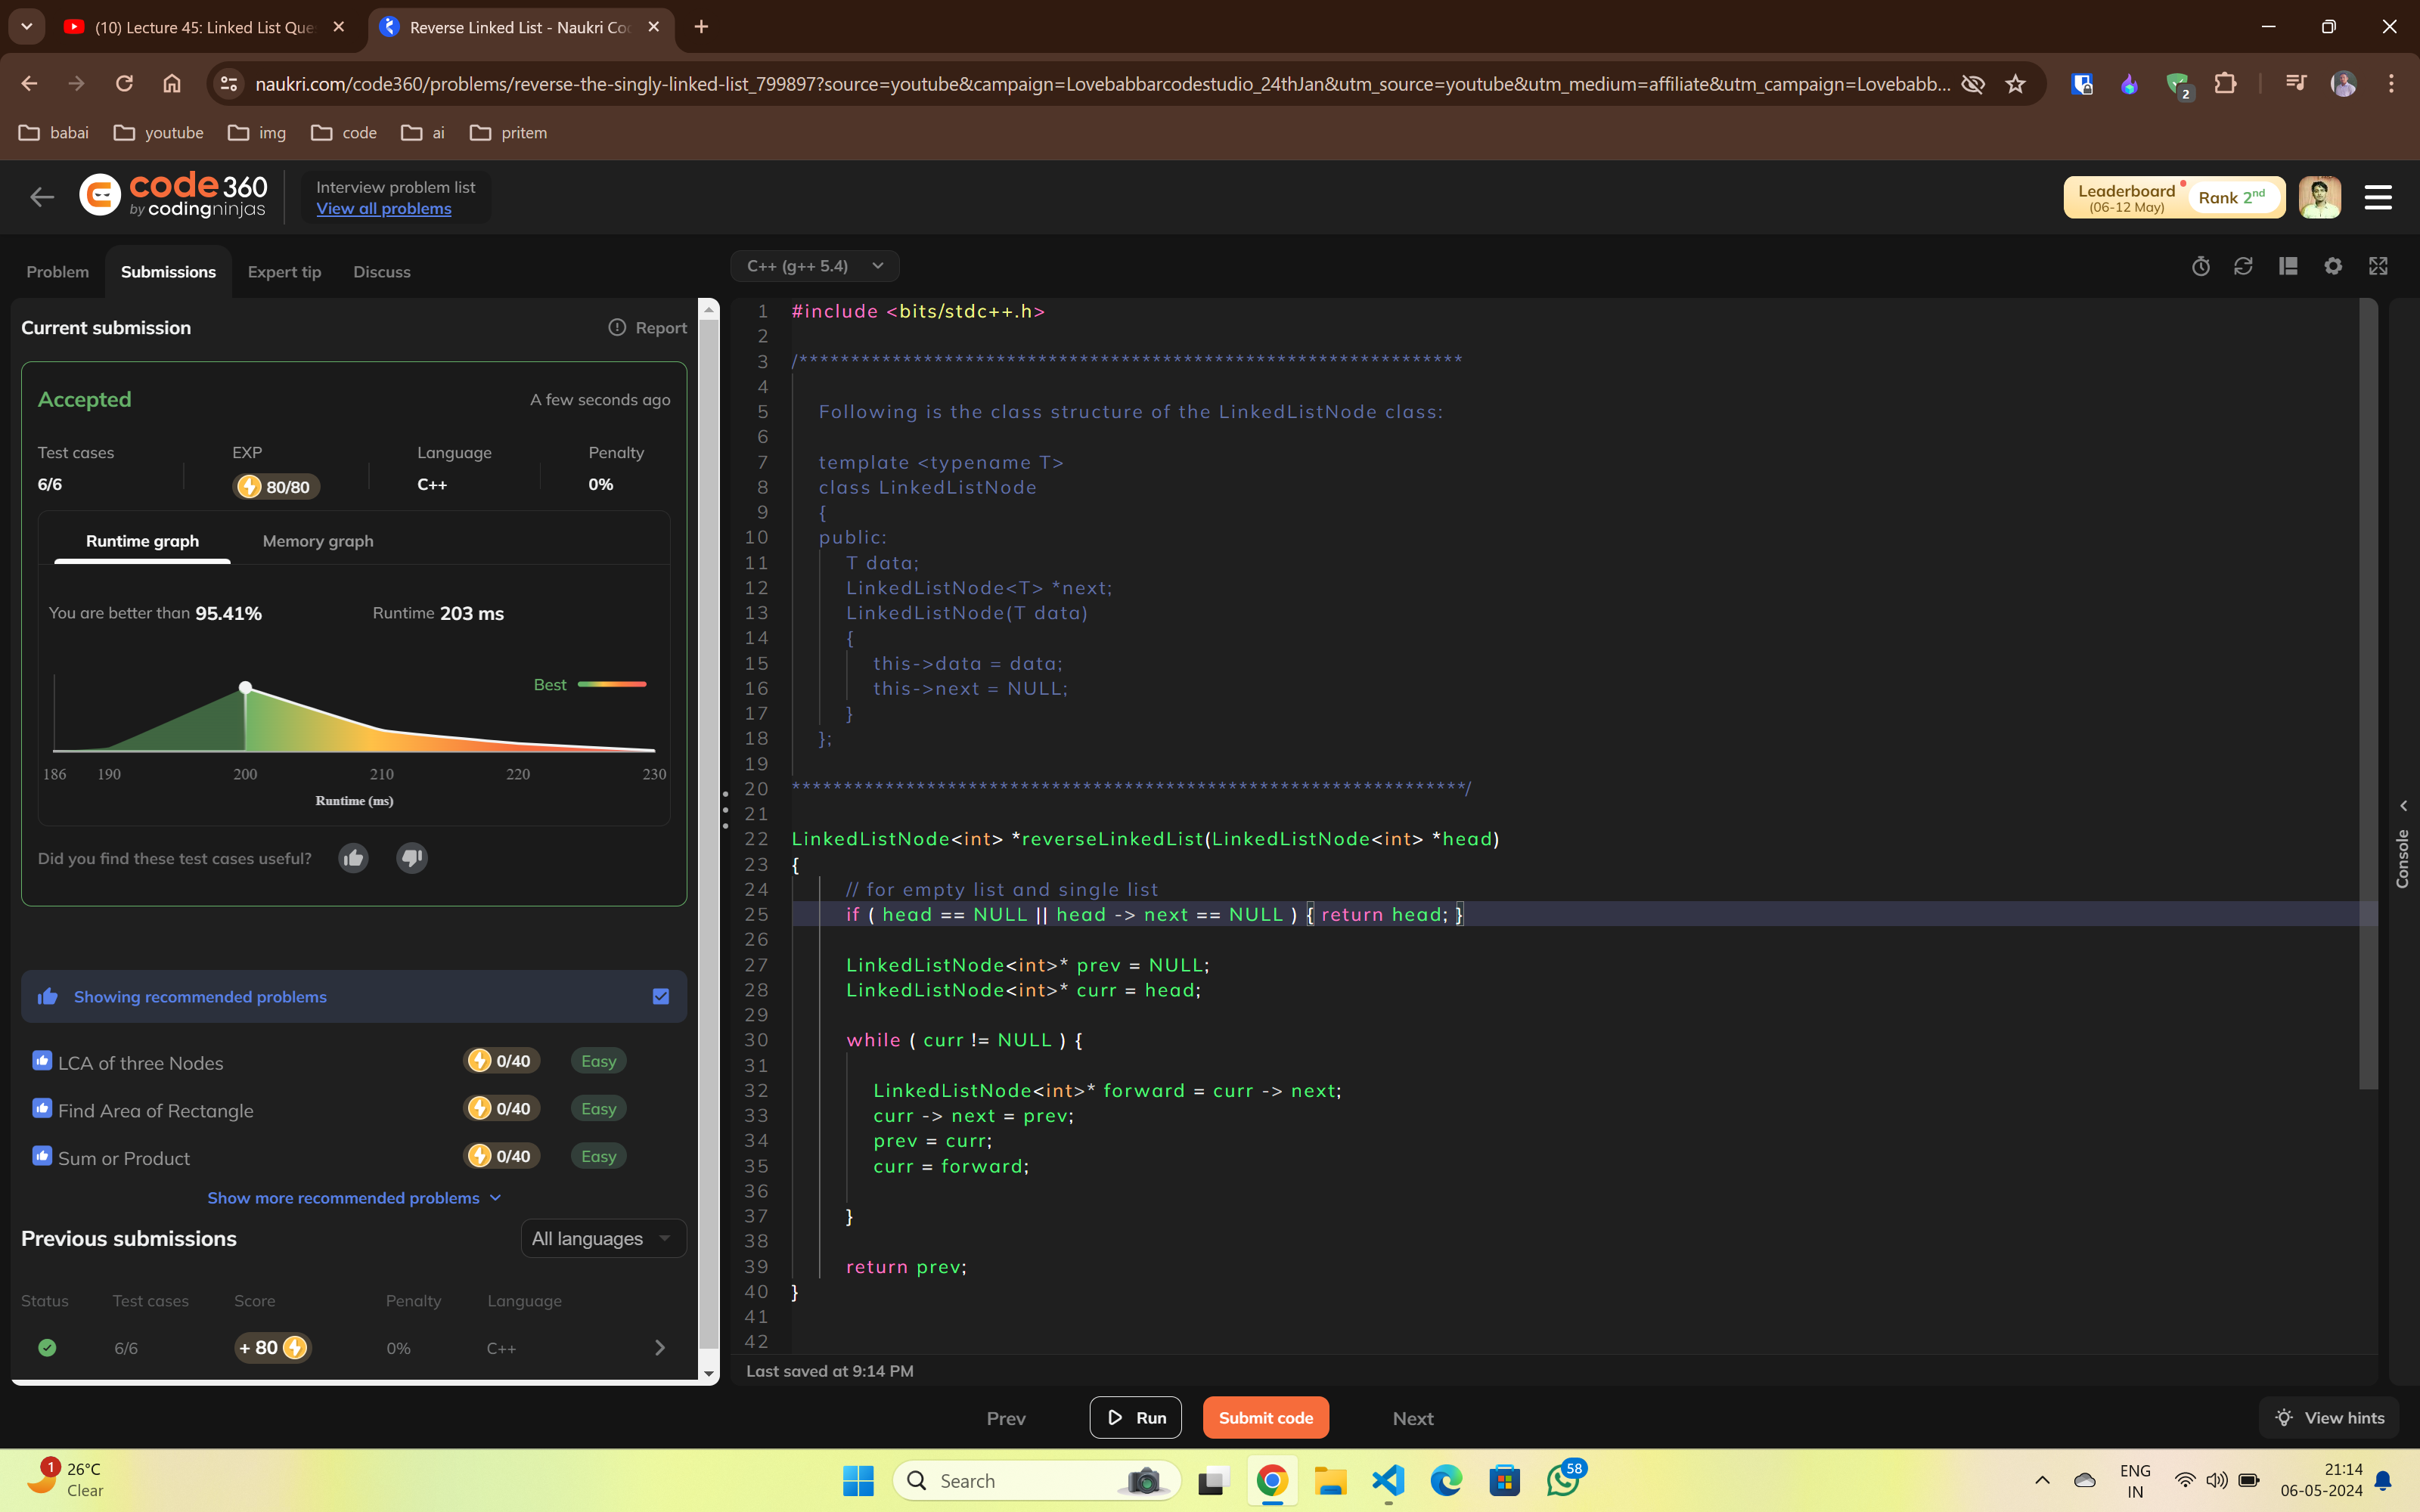 (10) Lecture 45: Linked List Que
Reverse Linked List - Naukri Co
naukri.com/code360/problems/reverse-the-singly-linked-list_799897?source=youtube&campaign=Lovebabbarcodestudio_24thJan&utm_source=youtube&utm_medium=affiliate&utm_campaign=Lovebabb...
2
babai youtube img code ai pritem
code 360
by codingninjas
Interview problem list
View all problems
Leaderboard
(06-12 May)
Rank 2nd
Problem Submissions Expert tip Discuss
C++ (g++ 5.4)
Current submission
Report
Accepted
A few seconds ago
Test cases EXP Language Penalty
6/6 80/80 C++ 0%
Runtime graph Memory graph
You are better than 95.41% Runtime 203 ms
Best
186 190 200 210 220 230
Runtime (ms)
Did you find these test cases useful?
Showing recommended problems
LCA of three Nodes 0/40 Easy
Find Area of Rectangle 0/40 Easy
Sum or Product 0/40 Easy
Show more recommended problems
Previous submissions All languages
Status Test cases Score Penalty Language
6/6 + 80 0% C++
1 #include <bits/stdc++.h>
2
3 /****************************************************************
4
5 Following is the class structure of the LinkedListNode class:
6
7 template <typename T>
8 class LinkedListNode
9 {
10 public:
11 T data;
12 LinkedListNode<T> *next;
13 LinkedListNode(T data)
14 {
15 this->data = data;
16 this->next = NULL;
17 }
18 };
19
20 *****************************************************************/
21
22 LinkedListNode<int> *reverseLinkedList(LinkedListNode<int> *head)
23 {
24 // for empty list and single list
25 if ( head == NULL || head -> next == NULL ) { return head; }
26
27 LinkedListNode<int>* prev = NULL;
28 LinkedListNode<int>* curr = head;
29
30 while ( curr != NULL ) {
31
32 LinkedListNode<int>* forward = curr -> next;
33 curr -> next = prev;
34 prev = curr;
35 curr = forward;
36
37 }
38
39 return prev;
40 }
41
42
Console
Last saved at 9:14 PM
Prev Run Submit code Next
View hints
1
26°C
Clear
Search
58
ENG
IN
21:14
06-05-2024